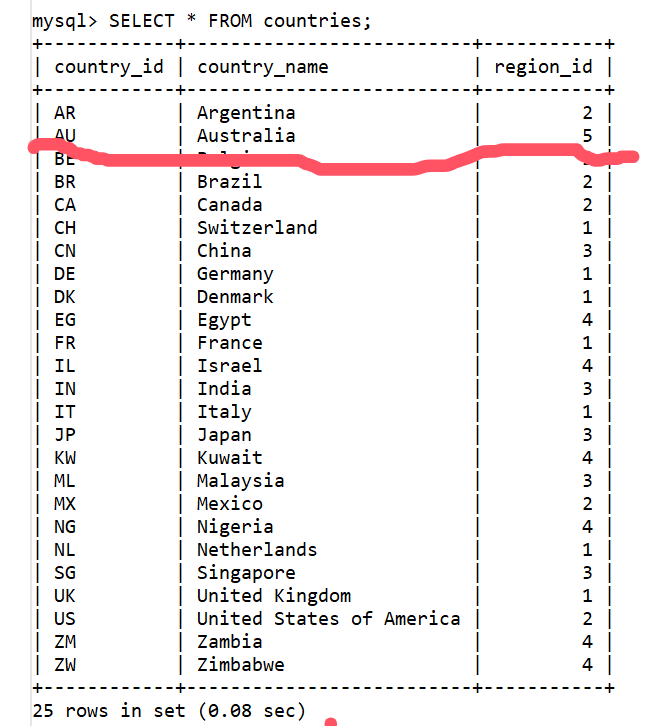 mysql> SELECT * FROM countries;
+------------+--------------------------+-----------+
| country_id | country_name | region_id |
+------------+--------------------------+-----------+
| AR | Argentina | 2 |
| AU | Australia | 5 |
| BE | |
| BR | Brazil | 2 |
| CA | Canada | 2 |
| CH | Switzerland | 1 |
| CN | China | 3 |
| DE | Germany | 1 |
| DK | Denmark | 1 |
| EG | Egypt | 4 |
| FR | France | 1 |
| IL | Israel | 4 |
| IN | India | 3 |
| IT | Italy | 1 |
| JP | Japan | 3 |
| KW | Kuwait | 4 |
| ML | Malaysia | 3 |
| MX | Mexico | 2 |
| NG | Nigeria | 4 |
| NL | Netherlands | 1 |
| SG | Singapore | 3 |
| UK | United Kingdom | 1 |
| US | United States of America | 2 |
| ZM | Zambia | 4 |
| ZW | Zimbabwe | 4 |
+------------+--------------------------+-----------+
25 rows in set (0.08 sec)